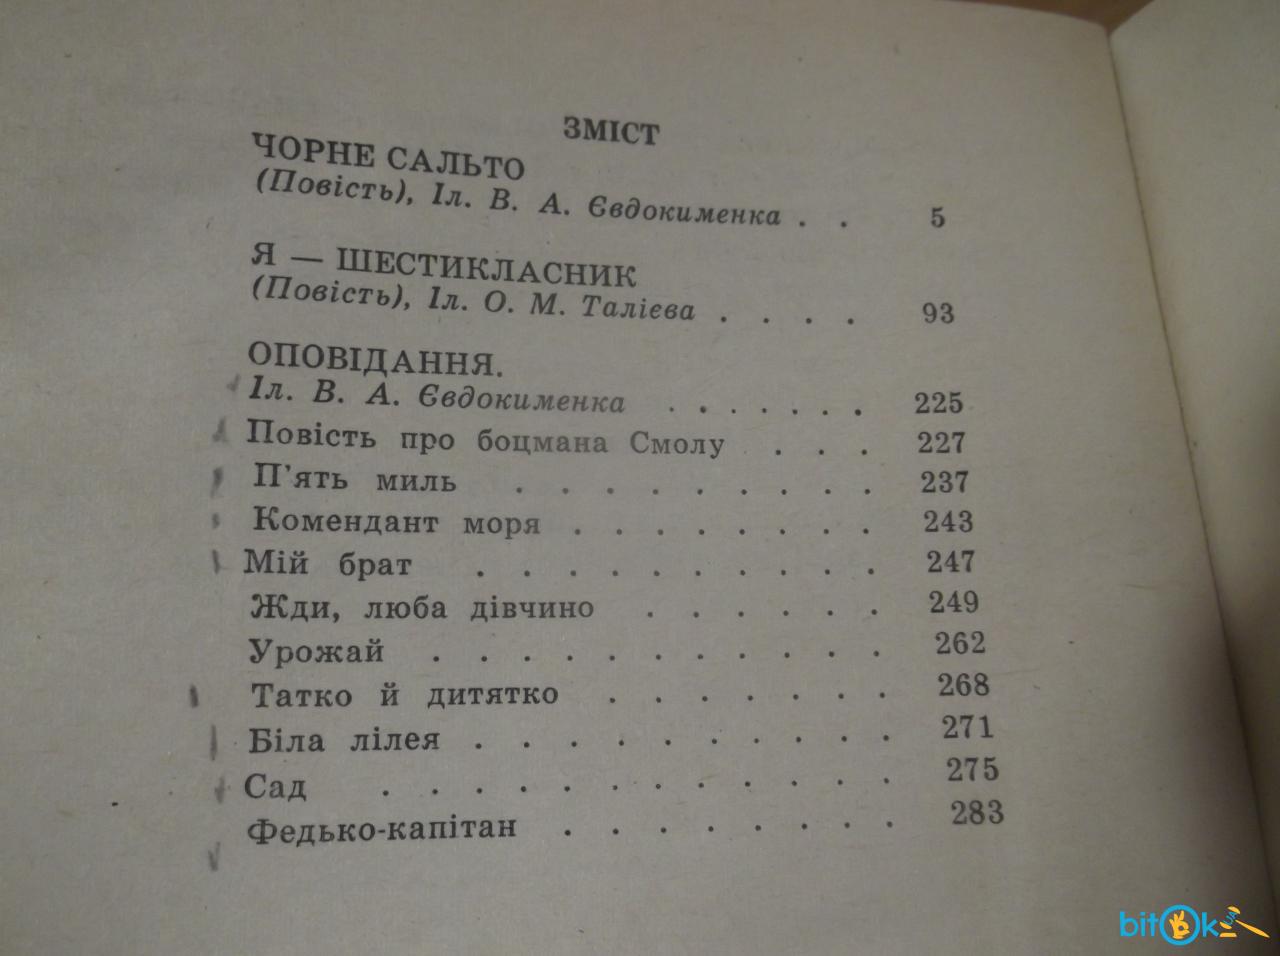 ЗМІСТ
ЧОРНЕ САЛЬТО
(Повість), Іл. В. А. Євдокименка . . 5
Я — ШЕСТИКЛАСНИК
(Повість), Іл. О. М. Талієва . . . . 93
ОПОВІДАННЯ.
Іл. В. А. Євдокименка . . . . . . . 225
Повість про боцмана Смолу . . . 227
П'ять миль . . . . . . . . . 237
Комендант моря . . . . . . . . 243
Мій брат . . . . . . . . . . 247
Жди, люба дівчино . . . . . . 249
Урожай . . . . . . . . . . . 262
Татко й дитятко . . . . . . . 268
Біла лілея . . . . . . . . . . 271
Сад . . . . . . . . . . . . 275
Федько-капітан . . . . . . . . 283
bitOk UA